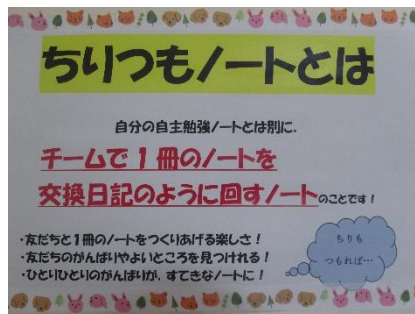 ちりつもノートとは
自分の自主勉強ノートとは別に、
チームで1冊のノートを
交換日記のように回すノートのことです！
・友だちと1冊のノートをつくりあげる楽しさ！
・友だちのがんばりやよいところを見つけれる！
・ひとりひとりのがんばりが、すてきなノートに！
ちりも
つもれば…